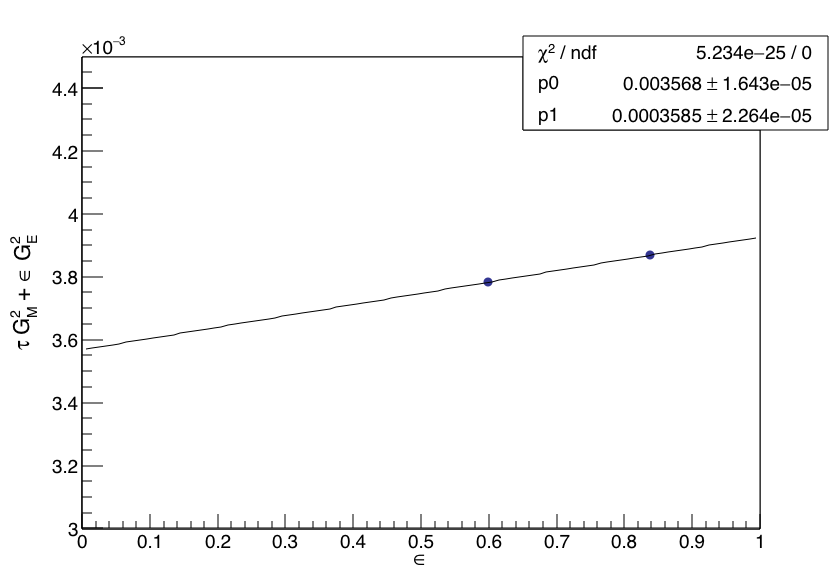 ×10⁻³
χ² / ndf 5.234e−25 / 0
p0 0.003568 ± 1.643e−05
p1 0.0003585 ± 2.264e−05
4.4
4.2
4
3.8
3.6
3.4
3.2
3
τ G²_M + ∈ G²_E
0 0.1 0.2 0.3 0.4 0.5 0.6 0.7 0.8 0.9 1
∈